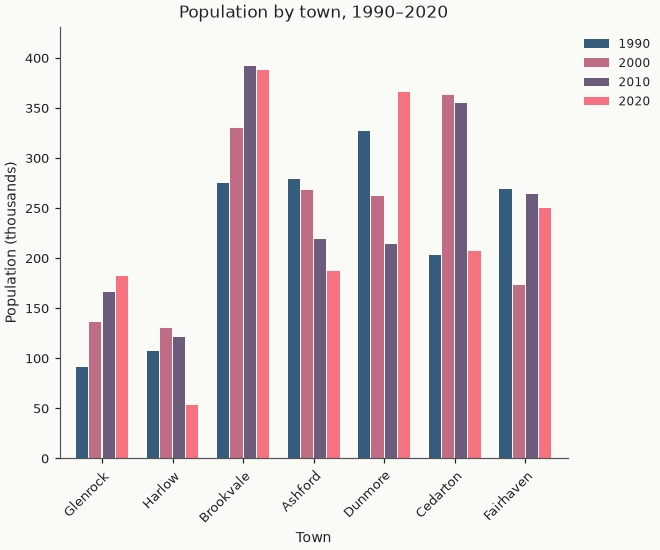 Population by town, 1990–2020
1990
2000
2010
2020
Population (thousands)
400
350
300
250
200
150
100
50
0
Glenrock
Harlow
Brookvale
Ashford
Dunmore
Cedarton
Fairhaven
Town